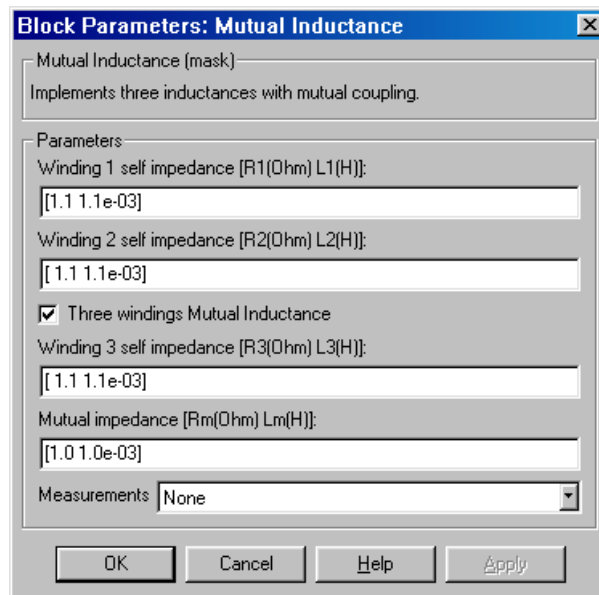 Block Parameters: Mutual Inductance
Mutual Inductance (mask)
Implements three inductances with mutual coupling.
Parameters
Winding 1 self impedance [R1(Ohm) L1(H)]:
[1.1 1.1e-03]
Winding 2 self impedance [R2(Ohm) L2(H)]:
[ 1.1 1.1e-03]
Three windings Mutual Inductance
Winding 3 self impedance [R3(Ohm) L3(H)]:
[ 1.1 1.1e-03]
Mutual impedance [Rm(Ohm) Lm(H)]:
[1.0 1.0e-03]
Measurements None
OK Cancel Help Apply